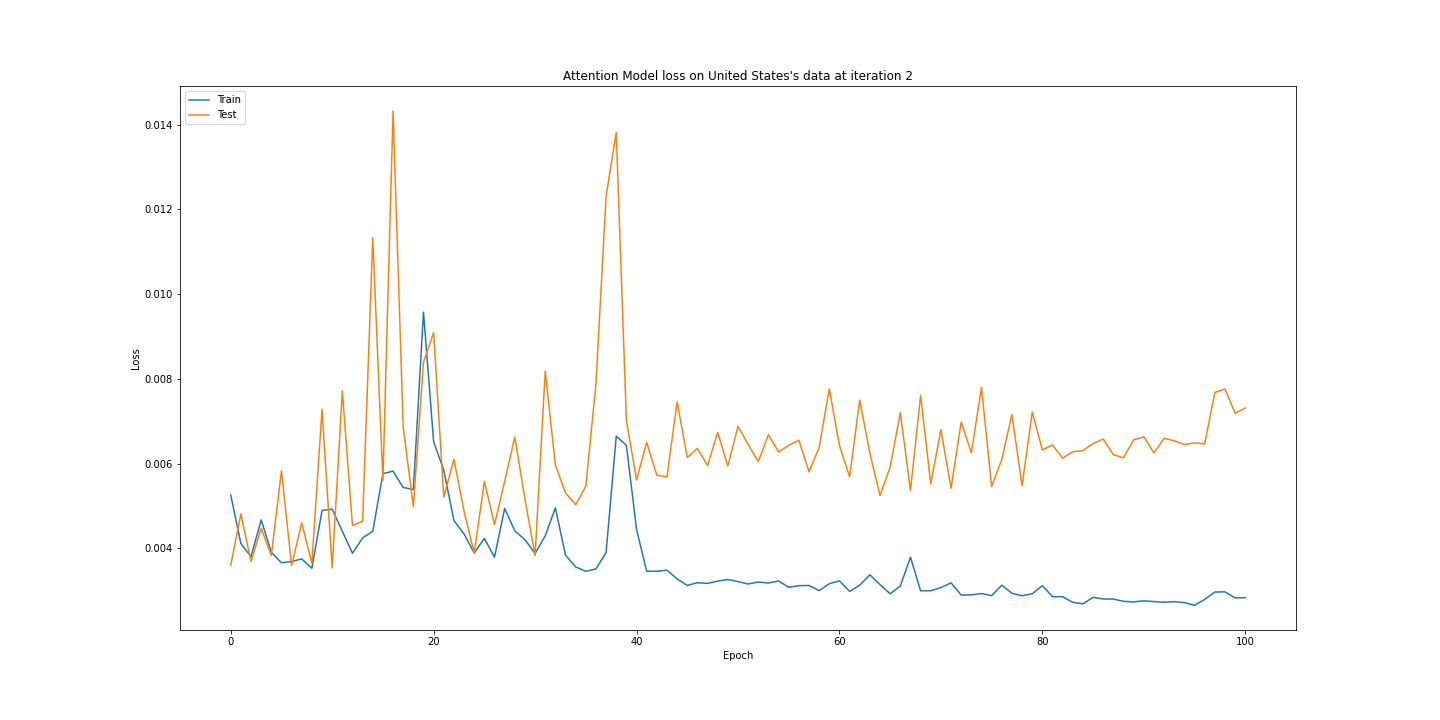 Attention Model loss on United States's data at iteration 2
Train
Test
0.014
0.012
0.010
0.008
0.006
0.004
Loss
0 20 40 60 80 100
Epoch